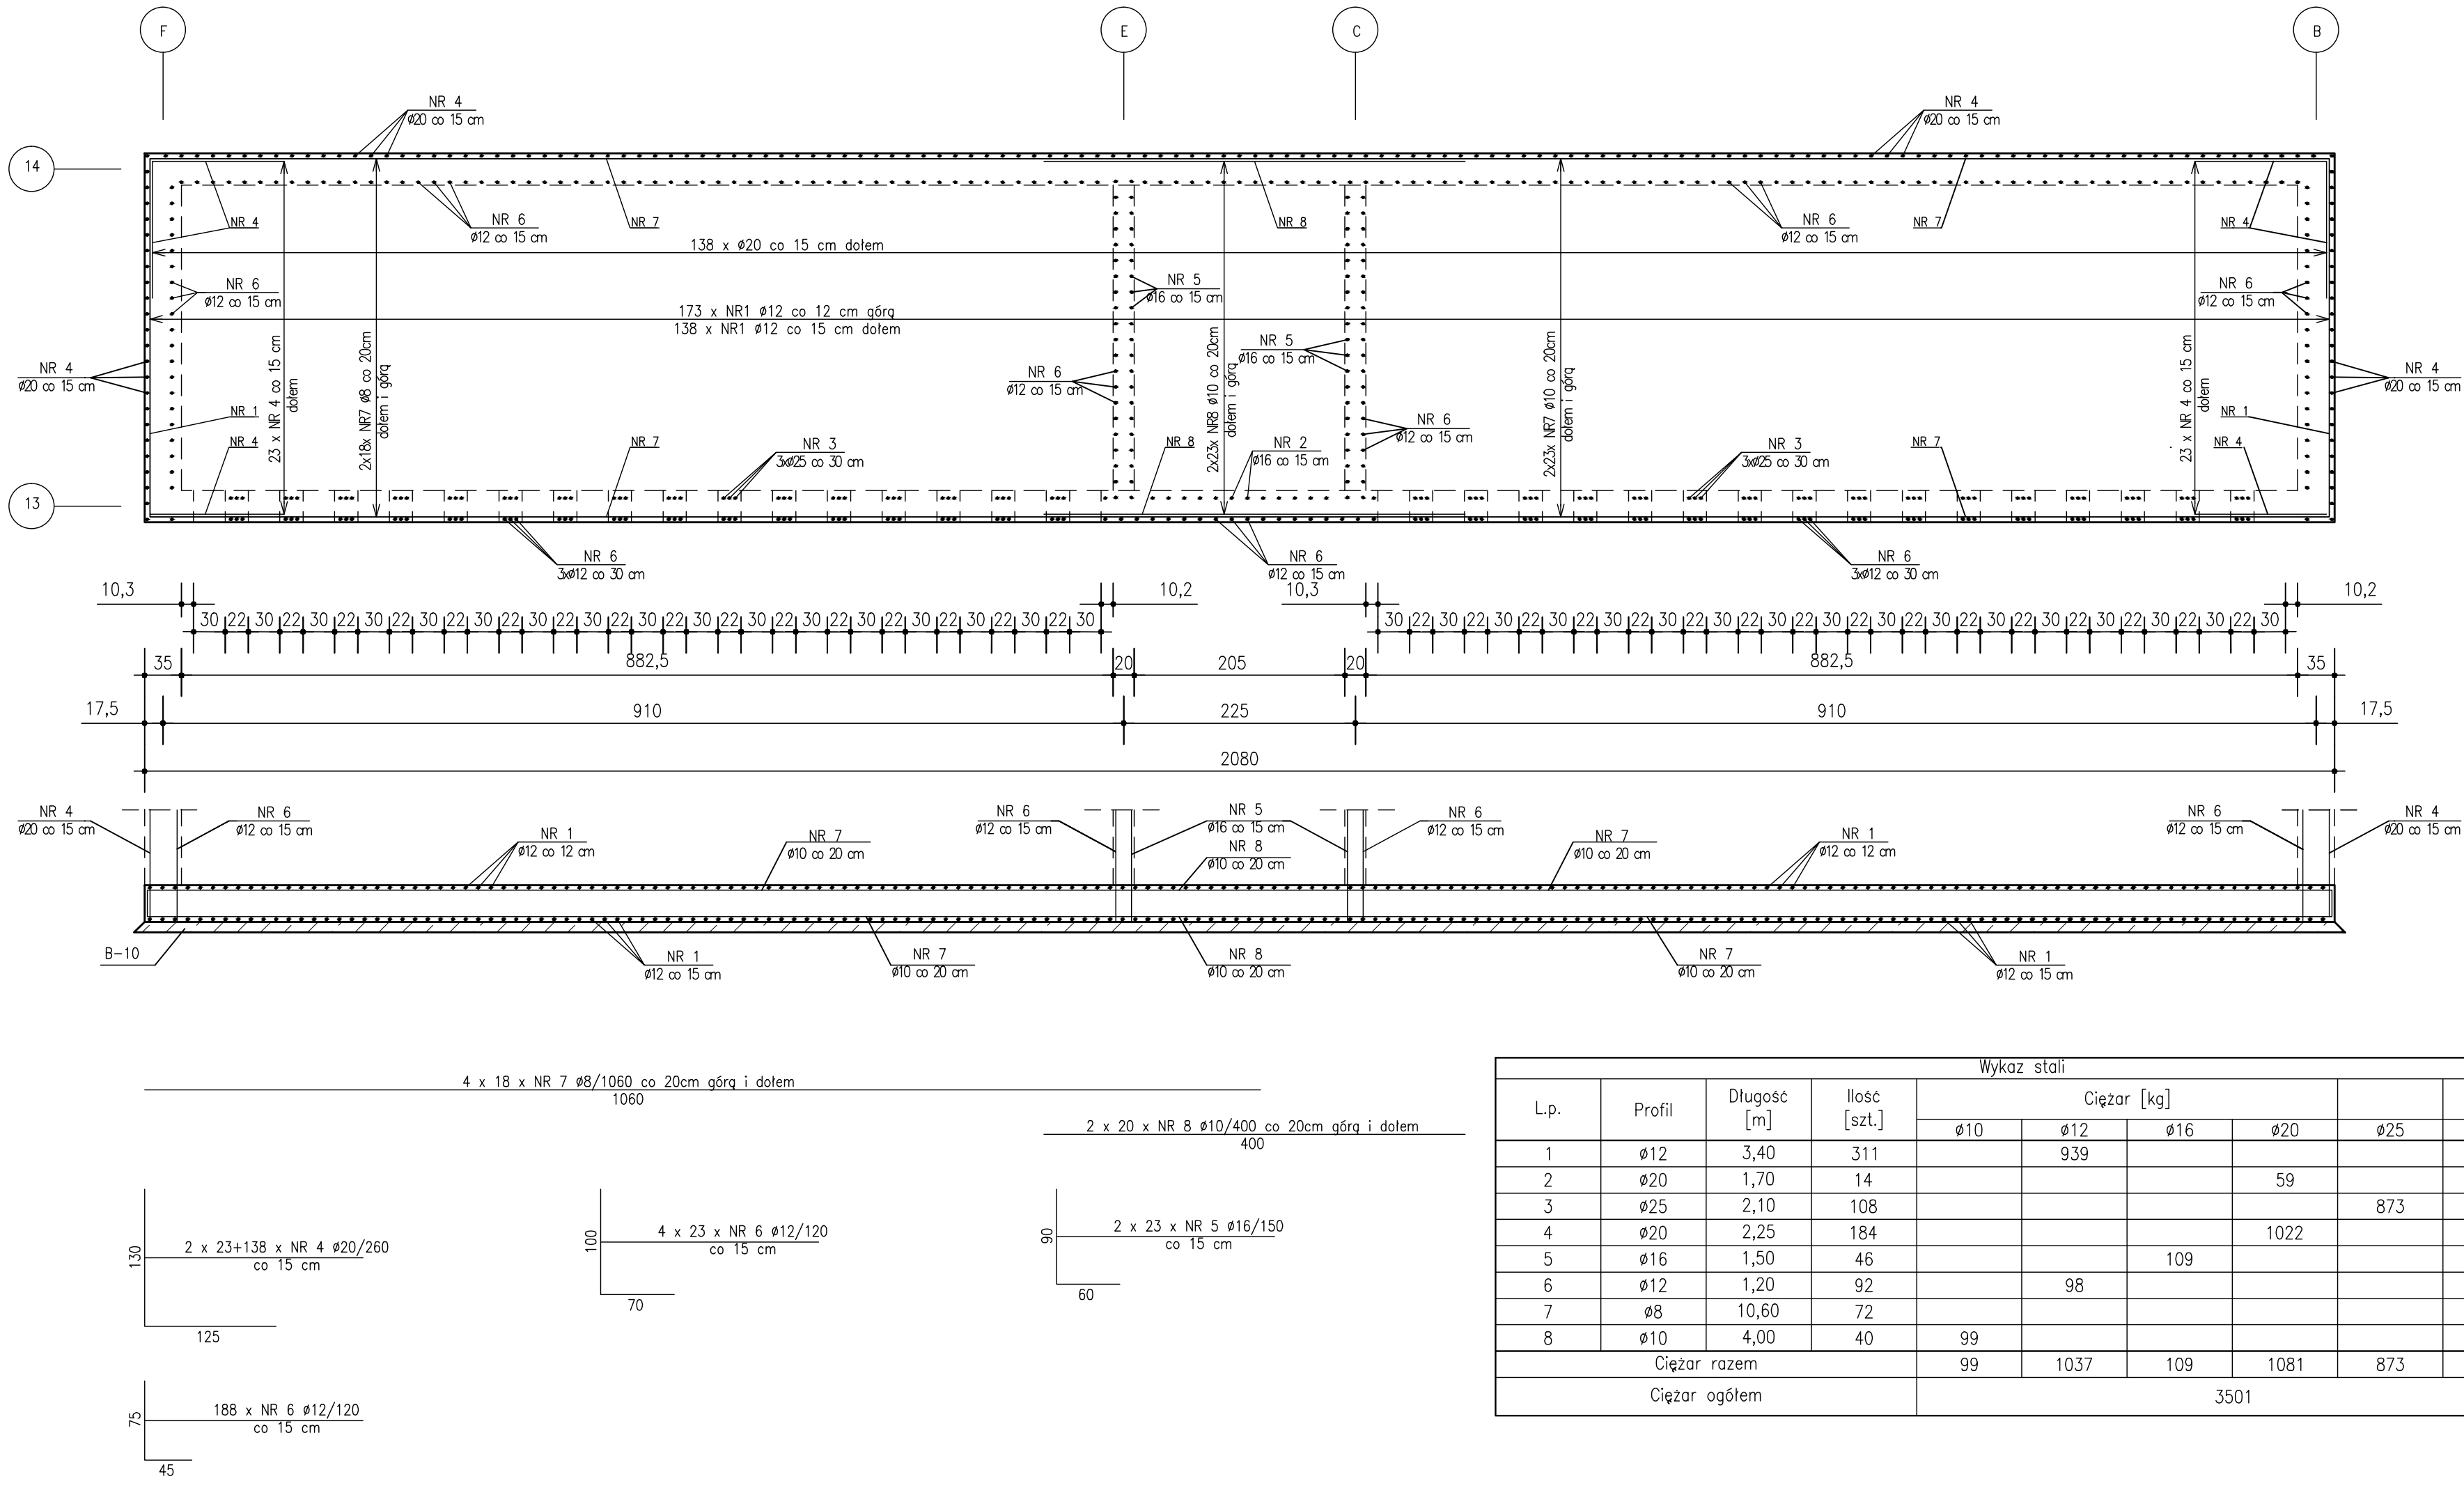 F
E
C
B
NR 4
ø20 co 15 cm
NR 4
ø20 co 15 cm
14
NR 4
NR 6
ø12 co 15 cm
NR 7
NR 8
NR 6
ø12 co 15 cm
NR 7
NR 4
138 x ø20 co 15 cm dołem
NR 6
ø12 co 15 cm
NR 5
ø16 co 15 cm
NR 6
ø12 co 15 cm
173 x NR1 ø12 co 12 cm górą
138 x NR1 ø12 co 15 cm dołem
NR 5
ø16 co 15 cm
NR 4
ø20 co 15 cm
23 x NR 4 co 15 cm
dołem
2x18x NR7 ø8 co 20cm
dołem i górą
NR 6
ø12 co 15 cm
2x23x NR8 ø10 co 20cm
dołem i górą
2x23x NR7 ø10 co 20cm
dołem i górą
23 x NR 4 co 15 cm
dołem
NR 4
ø20 co 15 cm
NR 1
NR 6
ø12 co 15 cm
NR 1
NR 4
NR 7
NR 3
3xø25 co 30 cm
NR 8
NR 2
ø16 co 15 cm
NR 3
3xø25 co 30 cm
NR 7
NR 4
13
NR 6
3xø12 co 30 cm
NR 6
ø12 co 15 cm
NR 6
3xø12 co 30 cm
10,3
10,2
10,3
10,2
30 22 30 22 30 22 30 22 30 22 30 22 30 22 30 22 30 22 30 22 30 22 30 22 30 22 30 22 30 22 30 22 30
30 22 30 22 30 22 30 22 30 22 30 22 30 22 30 22 30 22 30 22 30 22 30 22 30 22 30 22 30 22 30 22 30
35
882,5
20
205
20
882,5
35
17,5
910
225
910
17,5
2080
NR 4
ø20 co 15 cm
NR 6
ø12 co 15 cm
NR 1
ø12 co 12 cm
NR 7
ø10 co 20 cm
NR 6
ø12 co 15 cm
NR 5
ø16 co 15 cm
NR 8
ø10 co 20 cm
NR 6
ø12 co 15 cm
NR 7
ø10 co 20 cm
NR 1
ø12 co 12 cm
NR 6
ø12 co 15 cm
NR 4
ø20 co 15 cm
B-10
NR 1
ø12 co 15 cm
NR 7
ø10 co 20 cm
NR 8
ø10 co 20 cm
NR 7
ø10 co 20 cm
NR 1
ø12 co 15 cm
4 x 18 x NR 7 ø8/1060 co 20cm górą i dołem
1060
2 x 20 x NR 8 ø10/400 co 20cm górą i dołem
400
130
2 x 23+138 x NR 4 ø20/260
co 15 cm
125
100
4 x 23 x NR 6 ø12/120
co 15 cm
70
90
2 x 23 x NR 5 ø16/150
co 15 cm
60
75
188 x NR 6 ø12/120
co 15 cm
45
Wykaz stali
L.p. Profil Długość [m] Ilość [szt.] Ciężar [kg]
ø10 ø12 ø16 ø20 ø25
1 ø12 3,40 311 939
2 ø20 1,70 14 59
3 ø25 2,10 108 873
4 ø20 2,25 184 1022
5 ø16 1,50 46 109
6 ø12 1,20 92 98
7 ø8 10,60 72
8 ø10 4,00 40 99
Ciężar razem 99 1037 109 1081 873
Ciężar ogółem 3501